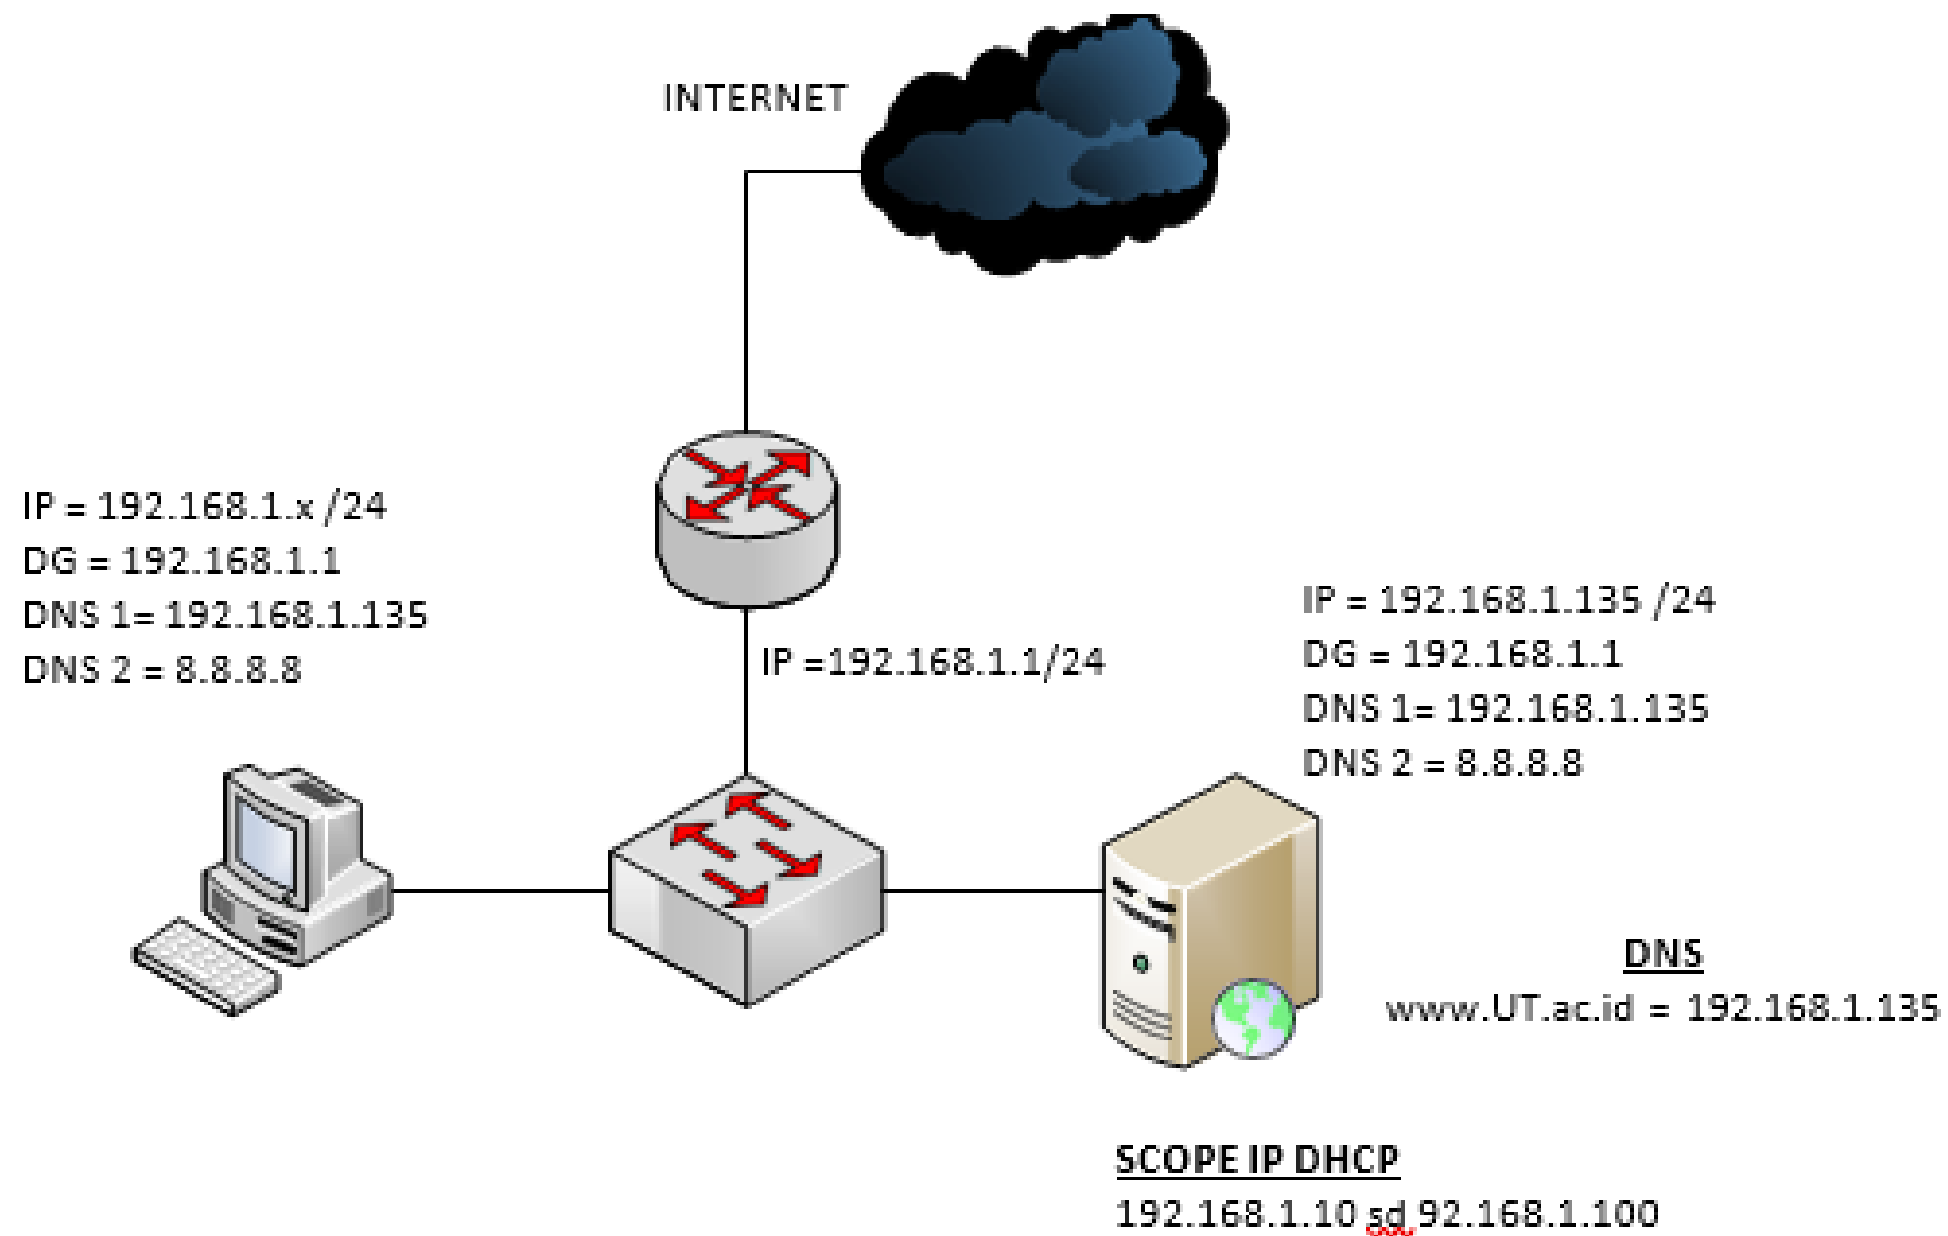 INTERNET
IP = 192.168.1.x /24
DG = 192.168.1.1
DNS 1= 192.168.1.135
DNS 2 = 8.8.8.8
IP =192.168.1.1/24
IP = 192.168.1.135 /24
DG = 192.168.1.1
DNS 1= 192.168.1.135
DNS 2 = 8.8.8.8
DNS
www.UT.ac.id = 192.168.1.135
SCOPE IP DHCP
192.168.1.10 sd 92.168.1.100